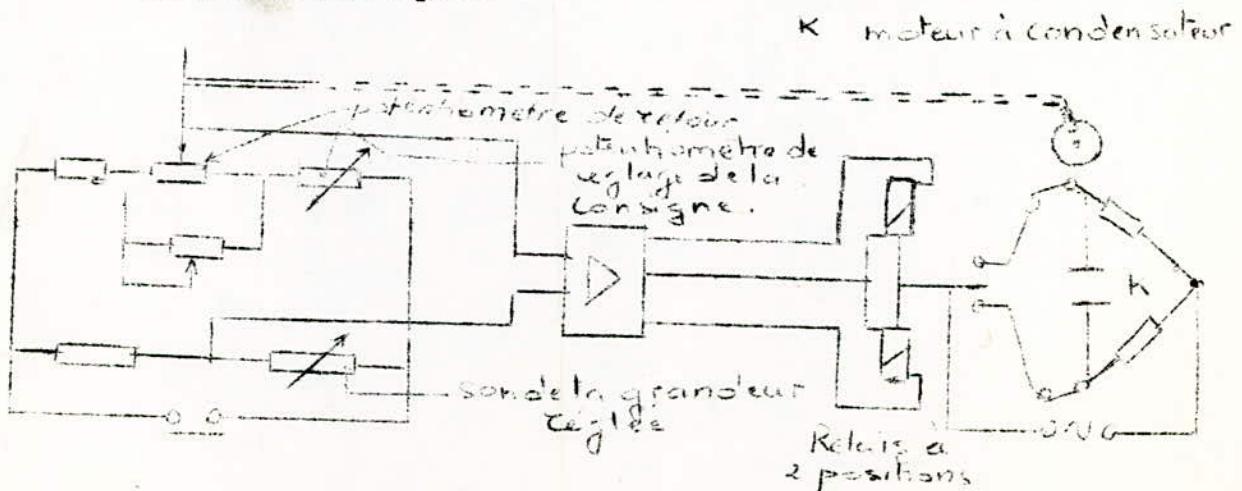 K moteur à condensateur
potentiomètre de retour
potentiomètre de
réglage de la
consigne.
K
sonde la grandeur
réglée
Relais à
2 positions